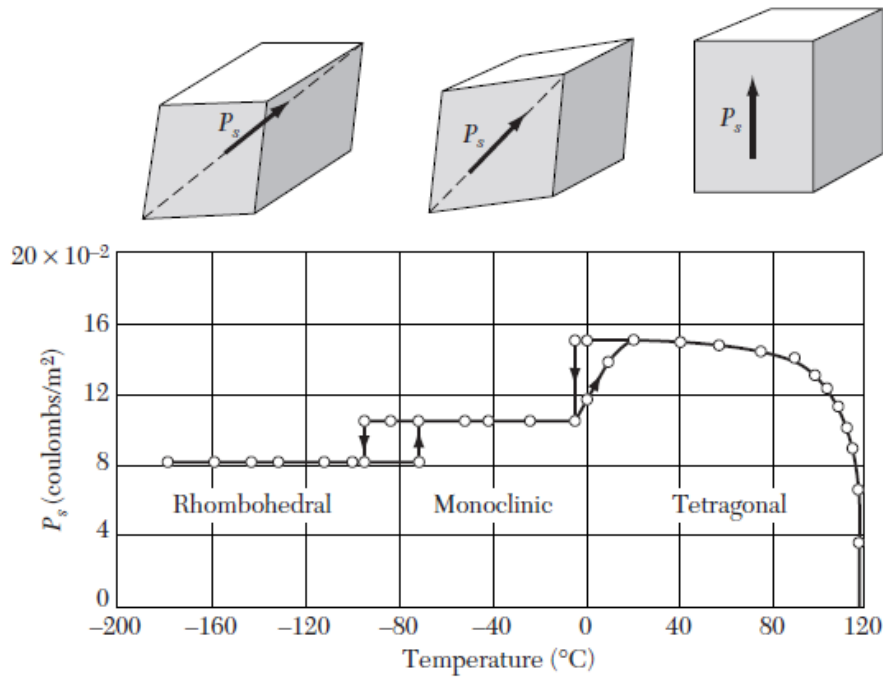 P_s
P_s
P_s
20 × 10⁻²
16
12
8
4
0
P_s (coulombs/m²)
Rhombohedral Monoclinic Tetragonal
–200 –160 –120 –80 –40 0 40 80 120
Temperature (°C)